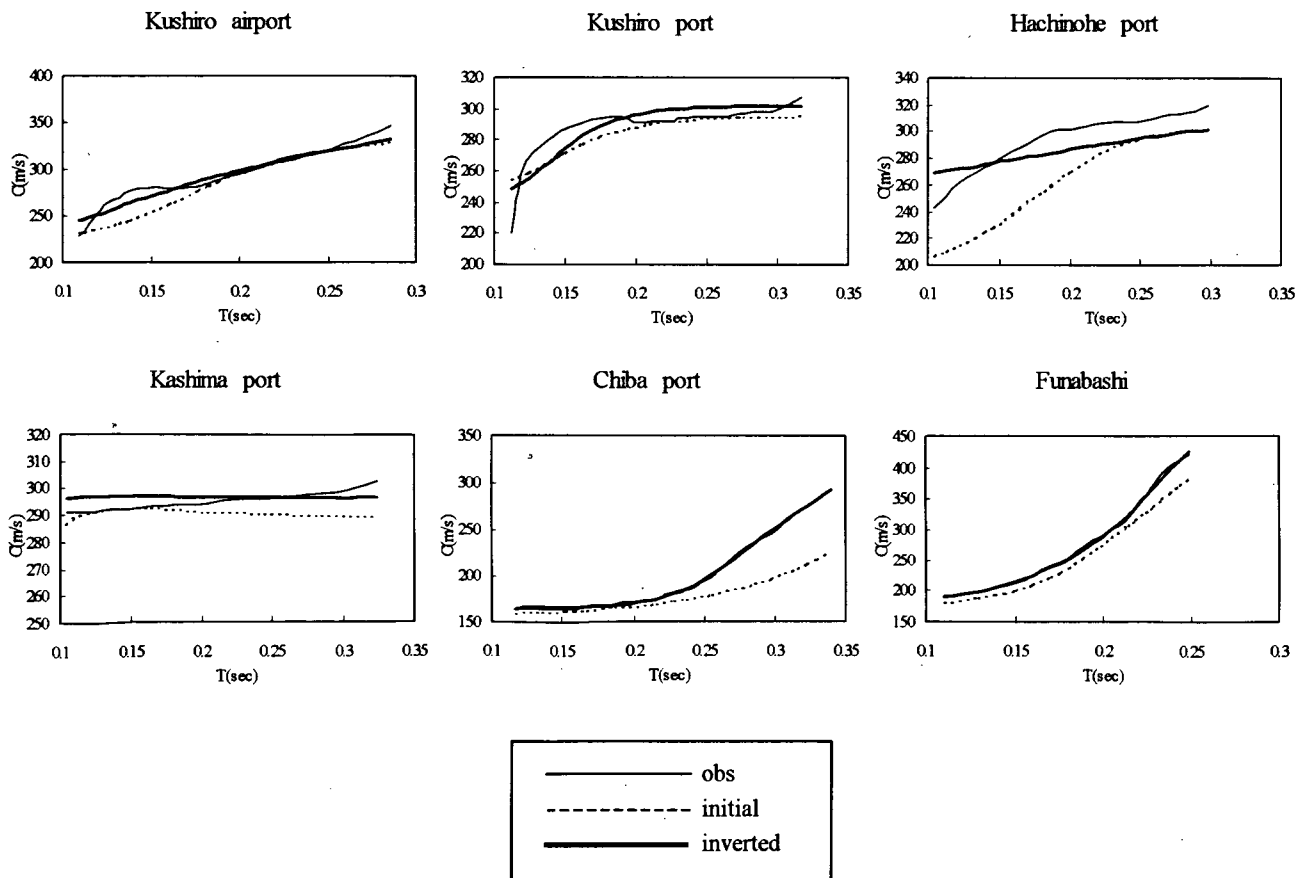 Kushiro airport
Kushiro port
Hachinohe port
400
350
300
250
200
C(m/s)
0.1 0.15 0.2 0.25 0.3
T(sec)
320
300
280
260
240
220
200
C(m/s)
0.1 0.15 0.2 0.25 0.3 0.35
T(sec)
340
320
300
280
260
240
220
200
C(m/s)
0.1 0.15 0.2 0.25 0.3 0.35
T(sec)
Kashima port
Chiba port
Funabashi
320
310
300
290
280
270
260
250
C(m/s)
0.1 0.15 0.2 0.25 0.3 0.35
T(sec)
350
300
250
200
150
C(m/s)
0.1 0.15 0.2 0.25 0.3 0.35
T(sec)
450
400
350
300
250
200
150
C(m/s)
0.1 0.15 0.2 0.25 0.3
T(sec)
obs
initial
inverted